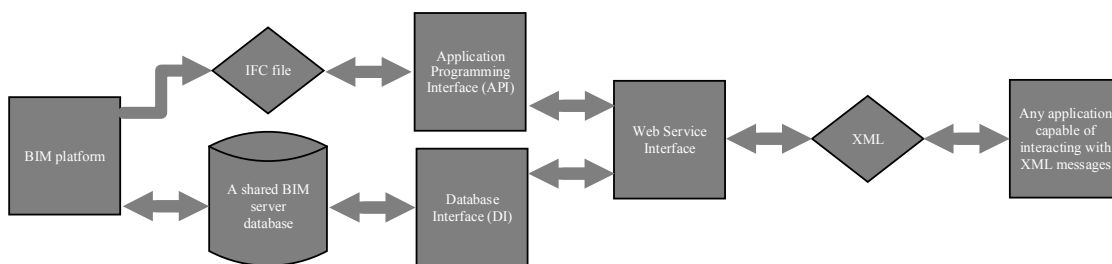 BIM platform
IFC file
A shared BIM
server
database
Application
Programming
Interface (API)
Database
Interface (DI)
Web Service
Interface
XML
Any application
capable of
interacting with
XML messages